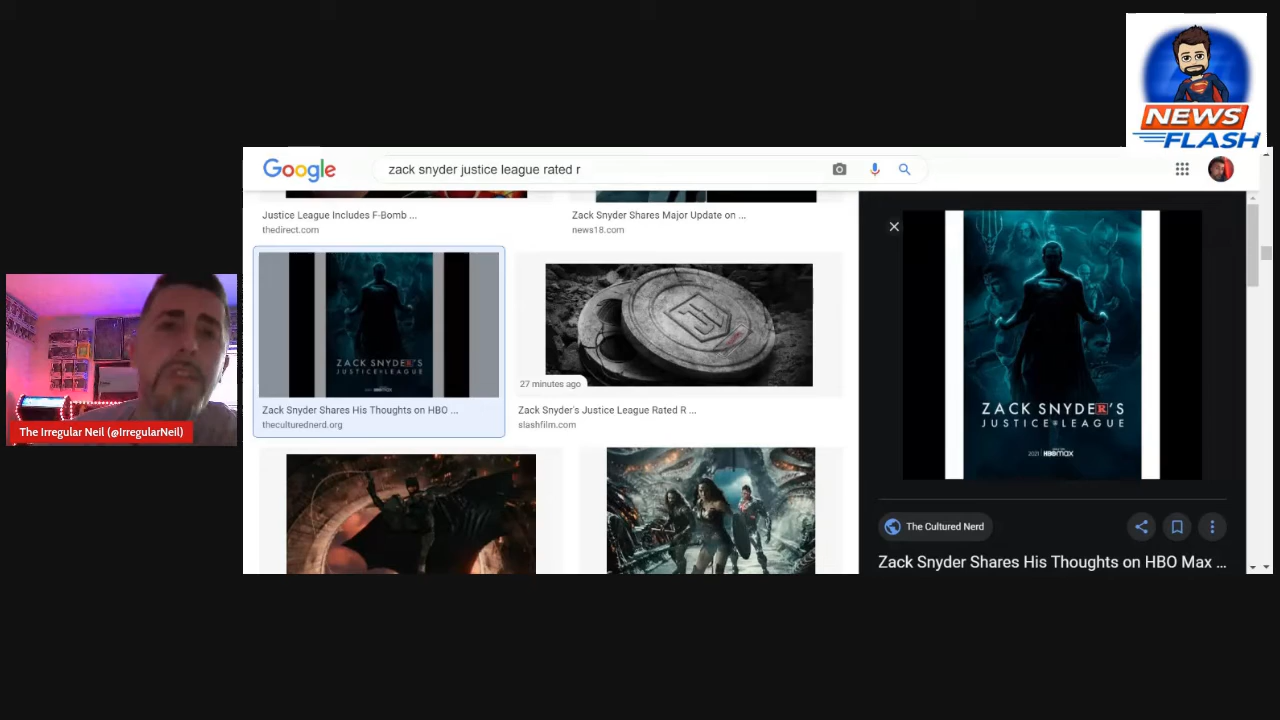 NEWS
FLASH
Google
zack snyder justice league rated r
Justice League Includes F-Bomb ...
thedirect.com
Zack Snyder Shares Major Update on ...
news18.com
ZACK SNYDER'S
JUSTICE LEAGUE
27 minutes ago
Zack Snyder Shares His Thoughts on HBO ...
theculturednerd.org
Zack Snyder's Justice League Rated R ...
slashfilm.com
ZACK SNYDER'S
JUSTICE LEAGUE
2021 HBOmax
The Cultured Nerd
Zack Snyder Shares His Thoughts on HBO Max ...
The Irregular Neil (@IrregularNeil)